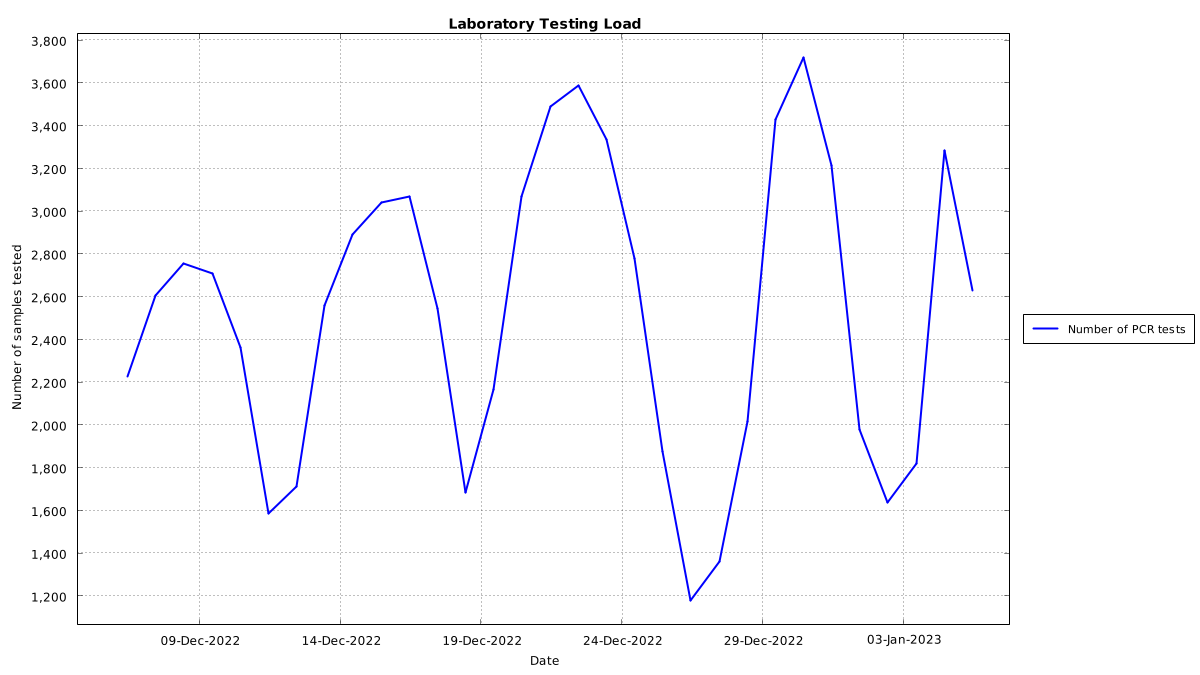 Laboratory Testing Load
3,800
3,600
3,400
3,200
3,000
2,800
2,600
2,400
2,200
2,000
1,800
1,600
1,400
1,200
Number of samples tested
09-Dec-2022
14-Dec-2022
19-Dec-2022
24-Dec-2022
29-Dec-2022
03-Jan-2023
Date
Number of PCR tests